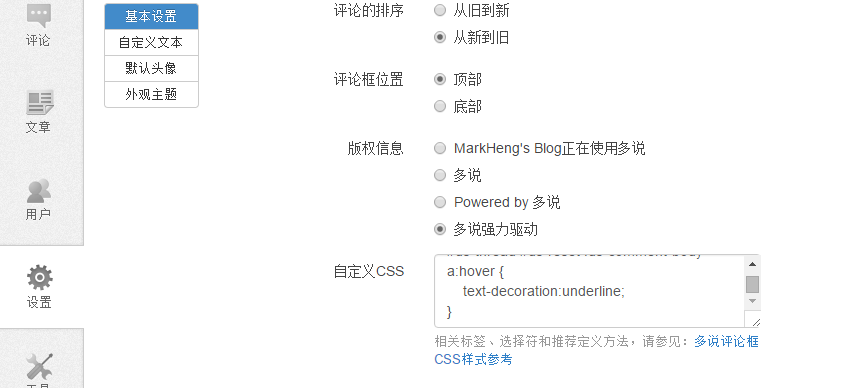 评论
文章
用户
设置
基本设置
自定义文本
默认头像
外观主题
评论的排序
从旧到新
从新到旧
评论框位置
顶部
底部
版权信息
MarkHeng's Blog正在使用多说
多说
Powered by 多说
多说强力驱动
自定义CSS
a:hover {
text-decoration:underline;
}
相关标签、选择符和推荐定义方法，请参见：多说评论框
CSS样式参考